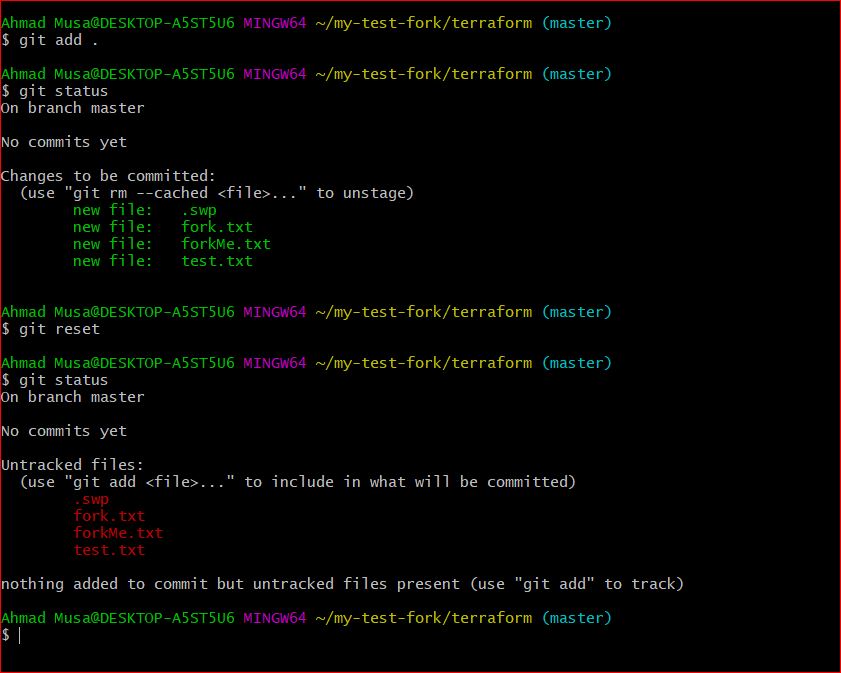 Ahmad Musa@DESKTOP-A5ST5U6 MINGW64 ~/my-test-fork/terraform (master)
$ git add .
Ahmad Musa@DESKTOP-A5ST5U6 MINGW64 ~/my-test-fork/terraform (master)
$ git status
On branch master
No commits yet
Changes to be committed:
  (use "git rm --cached <file>..." to unstage)
        new file:   .swp
        new file:   fork.txt
        new file:   forkMe.txt
        new file:   test.txt
Ahmad Musa@DESKTOP-A5ST5U6 MINGW64 ~/my-test-fork/terraform (master)
$ git reset
Ahmad Musa@DESKTOP-A5ST5U6 MINGW64 ~/my-test-fork/terraform (master)
$ git status
On branch master
No commits yet
Untracked files:
  (use "git add <file>..." to include in what will be committed)
        .swp
        fork.txt
        forkMe.txt
        test.txt
nothing added to commit but untracked files present (use "git add" to track)
Ahmad Musa@DESKTOP-A5ST5U6 MINGW64 ~/my-test-fork/terraform (master)
$